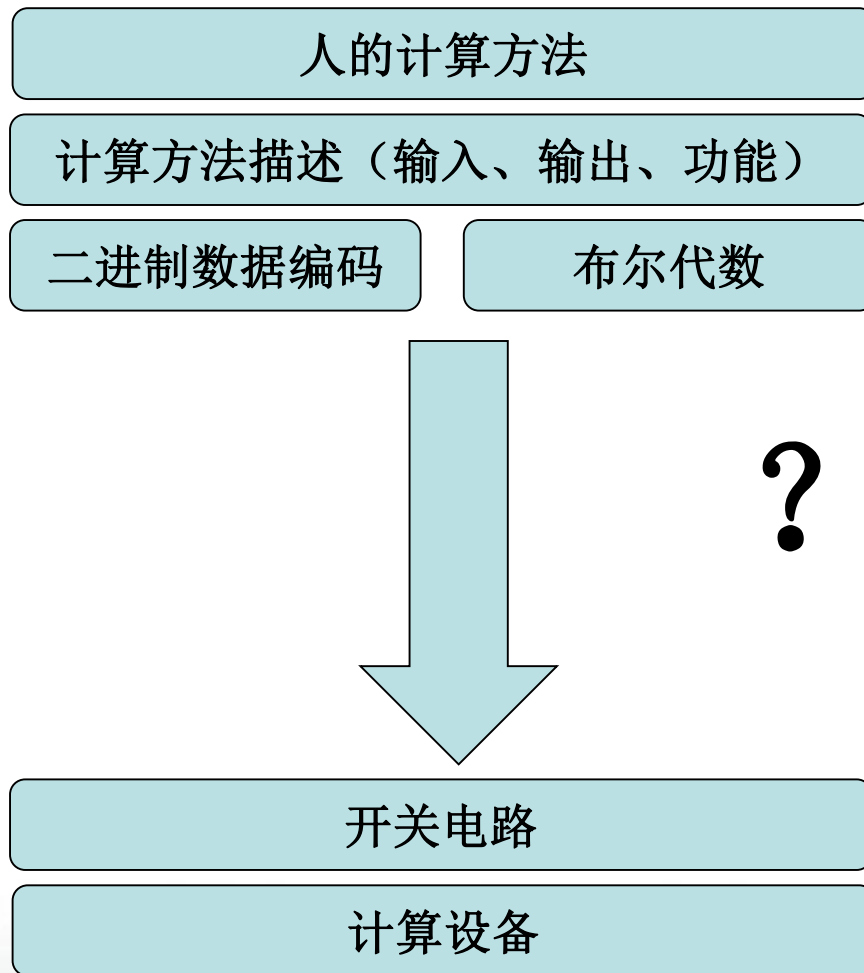 人的计算方法
计算方法描述（输入、输出、功能）
二进制数据编码
布尔代数
?
开关电路
计算设备